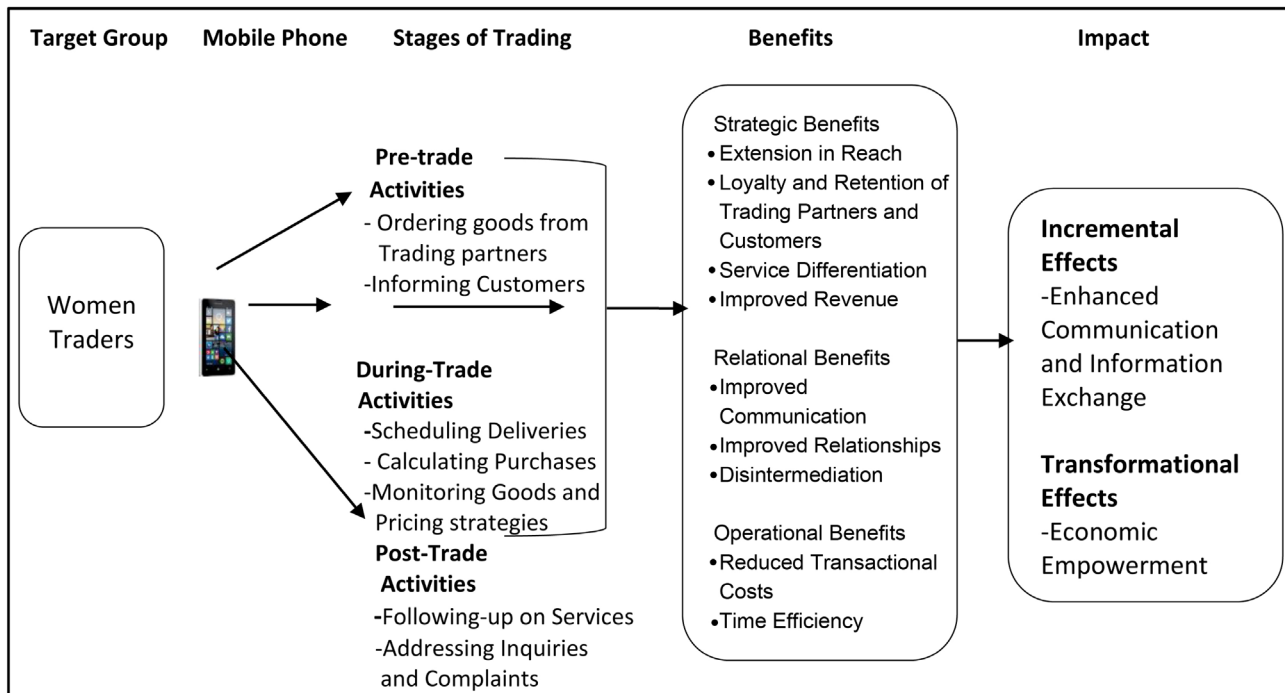 Target Group
Mobile Phone
Stages of Trading
Benefits
Impact
Women
Traders
Pre-trade
Activities
- Ordering goods from
Trading partners
-Informing Customers
During-Trade
Activities
-Scheduling Deliveries
- Calculating Purchases
-Monitoring Goods and
Pricing strategies
Post-Trade
Activities
-Following-up on Services
-Addressing Inquiries
and Complaints
Strategic Benefits
•Extension in Reach
•Loyalty and Retention of
Trading Partners and
Customers
•Service Differentiation
•Improved Revenue
Relational Benefits
•Improved
Communication
•Improved Relationships
•Disintermediation
Operational Benefits
•Reduced Transactional
Costs
•Time Efficiency
Incremental
Effects
-Enhanced
Communication
and Information
Exchange
Transformational
Effects
-Economic
Empowerment